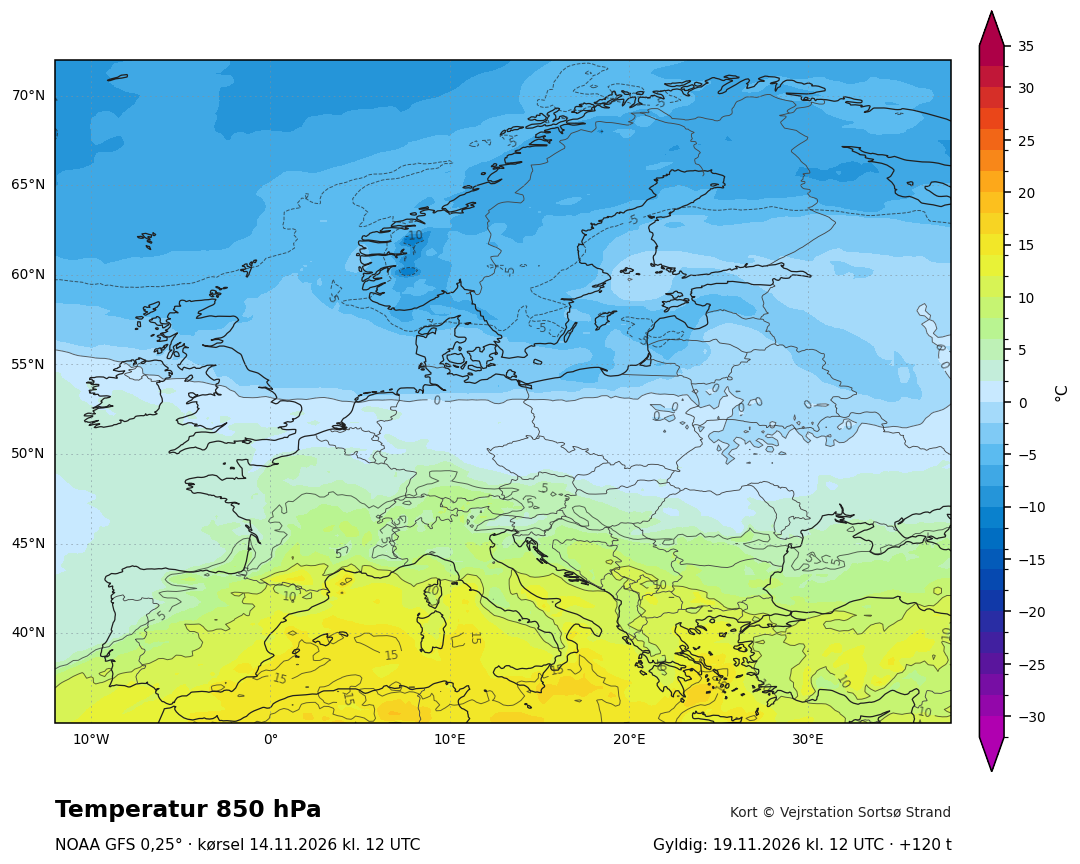 35
30
25
20
15
10
5
0
−5
−10
−15
−20
−25
−30
°C
70°N
65°N
60°N
55°N
50°N
45°N
40°N
10°W
0°
10°E
20°E
30°E
Temperatur 850 hPa
Kort © Vejrstation Sortsø Strand
NOAA GFS 0,25° · kørsel 14.11.2026 kl. 12 UTC
Gyldig: 19.11.2026 kl. 12 UTC · +120 t